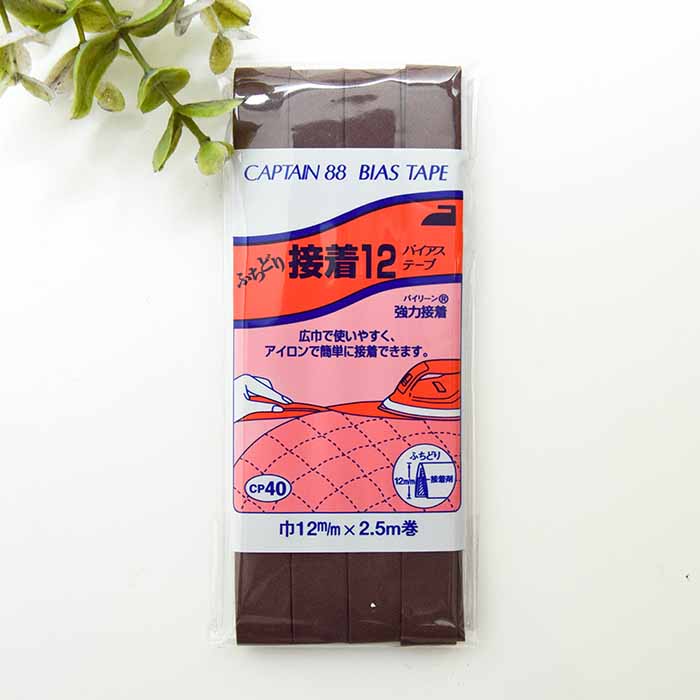 CAPTAIN 88 BIAS TAPE
ふちどり 接着12 バイアス
テープ
バイリーン®
強力接着
広巾で使いやすく、
アイロンで簡単に接着できます。
ふちどり
12mm 接着剤
CP40
巾12m/m×2.5m巻